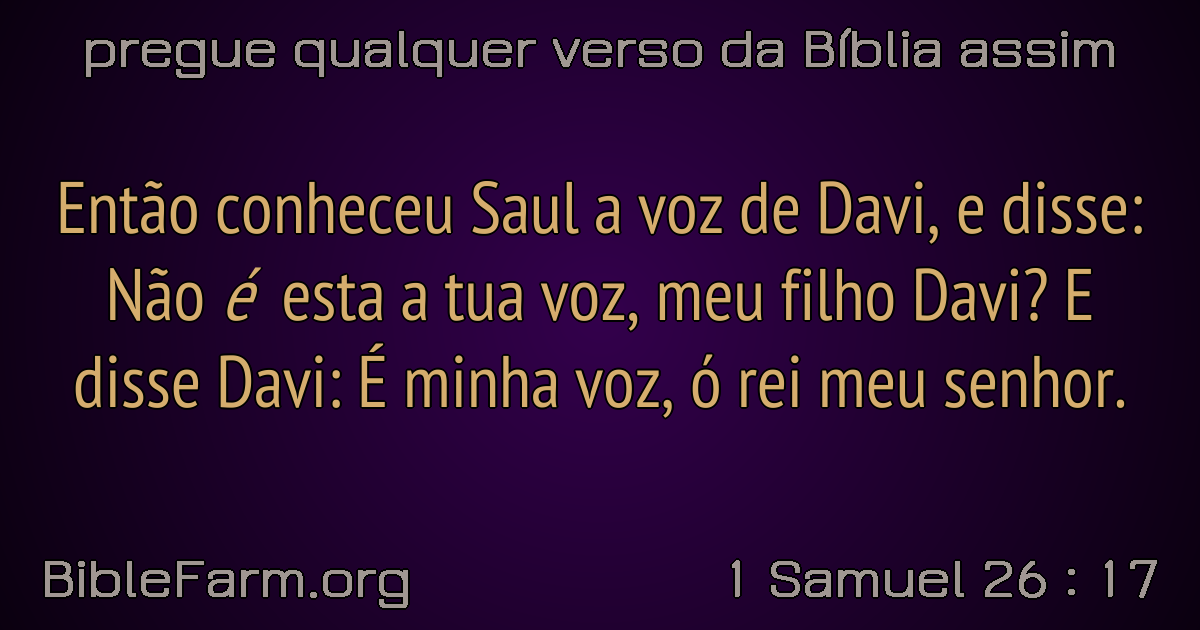 pregue qualquer verso da Bíblia assim
Então conheceu Saul a voz de Davi, e disse:
Não é esta a tua voz, meu filho Davi? E
disse Davi: É minha voz, ó rei meu senhor.
BibleFarm.org
1 Samuel 26 : 17